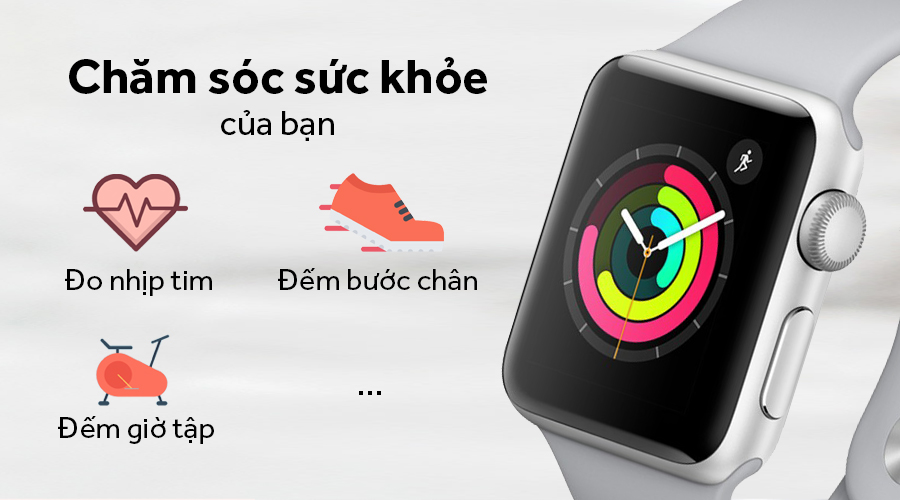 Chăm sóc sức khỏe
của bạn
Đo nhịp tim
Đếm bước chân
Đếm giờ tập
...